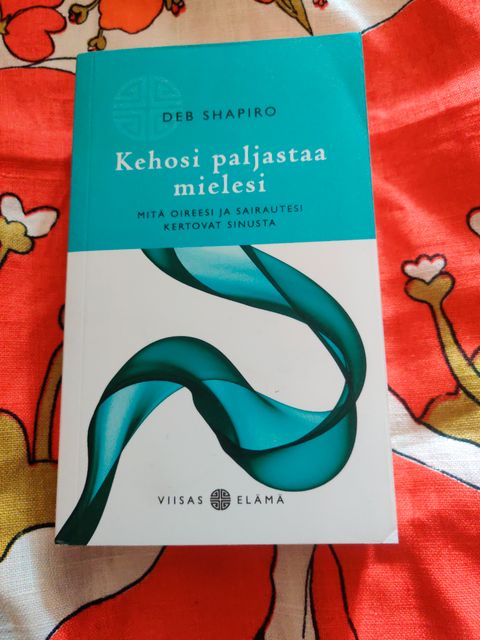 DEB SHAPIRO
Kehosi paljastaa
mielesi
MITÄ OIREESI JA SAIRAUTESI
KERTOVAT SINUSTA
VIISAS ELÄMÄ